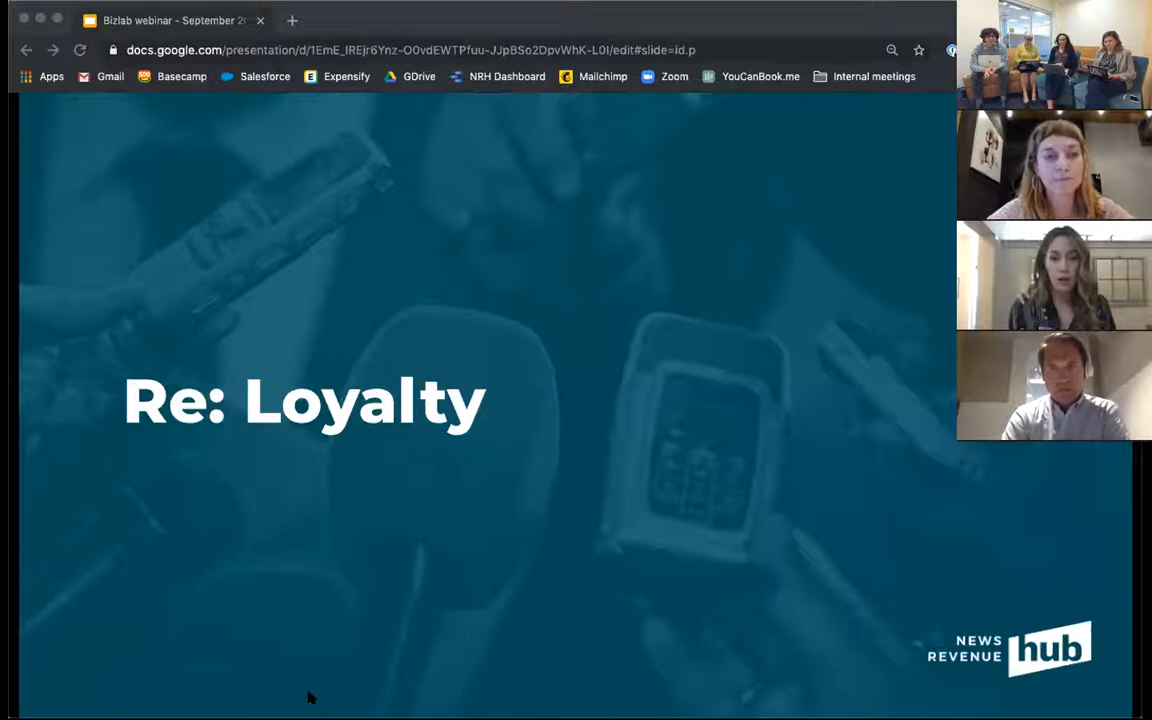 Bizlab webinar - September 2
docs.google.com/presentation/d/1EmE_IREjr6Ynz-O0vdEWTPfuu-JJpBSo2DpvWhK-L0I/edit#slide=id.p
Apps Gmail Basecamp Salesforce Expensify GDrive NRH Dashboard Mailchimp Zoom YouCanBook.me Internal meetings
Re: Loyalty
NEWS
REVENUE hub